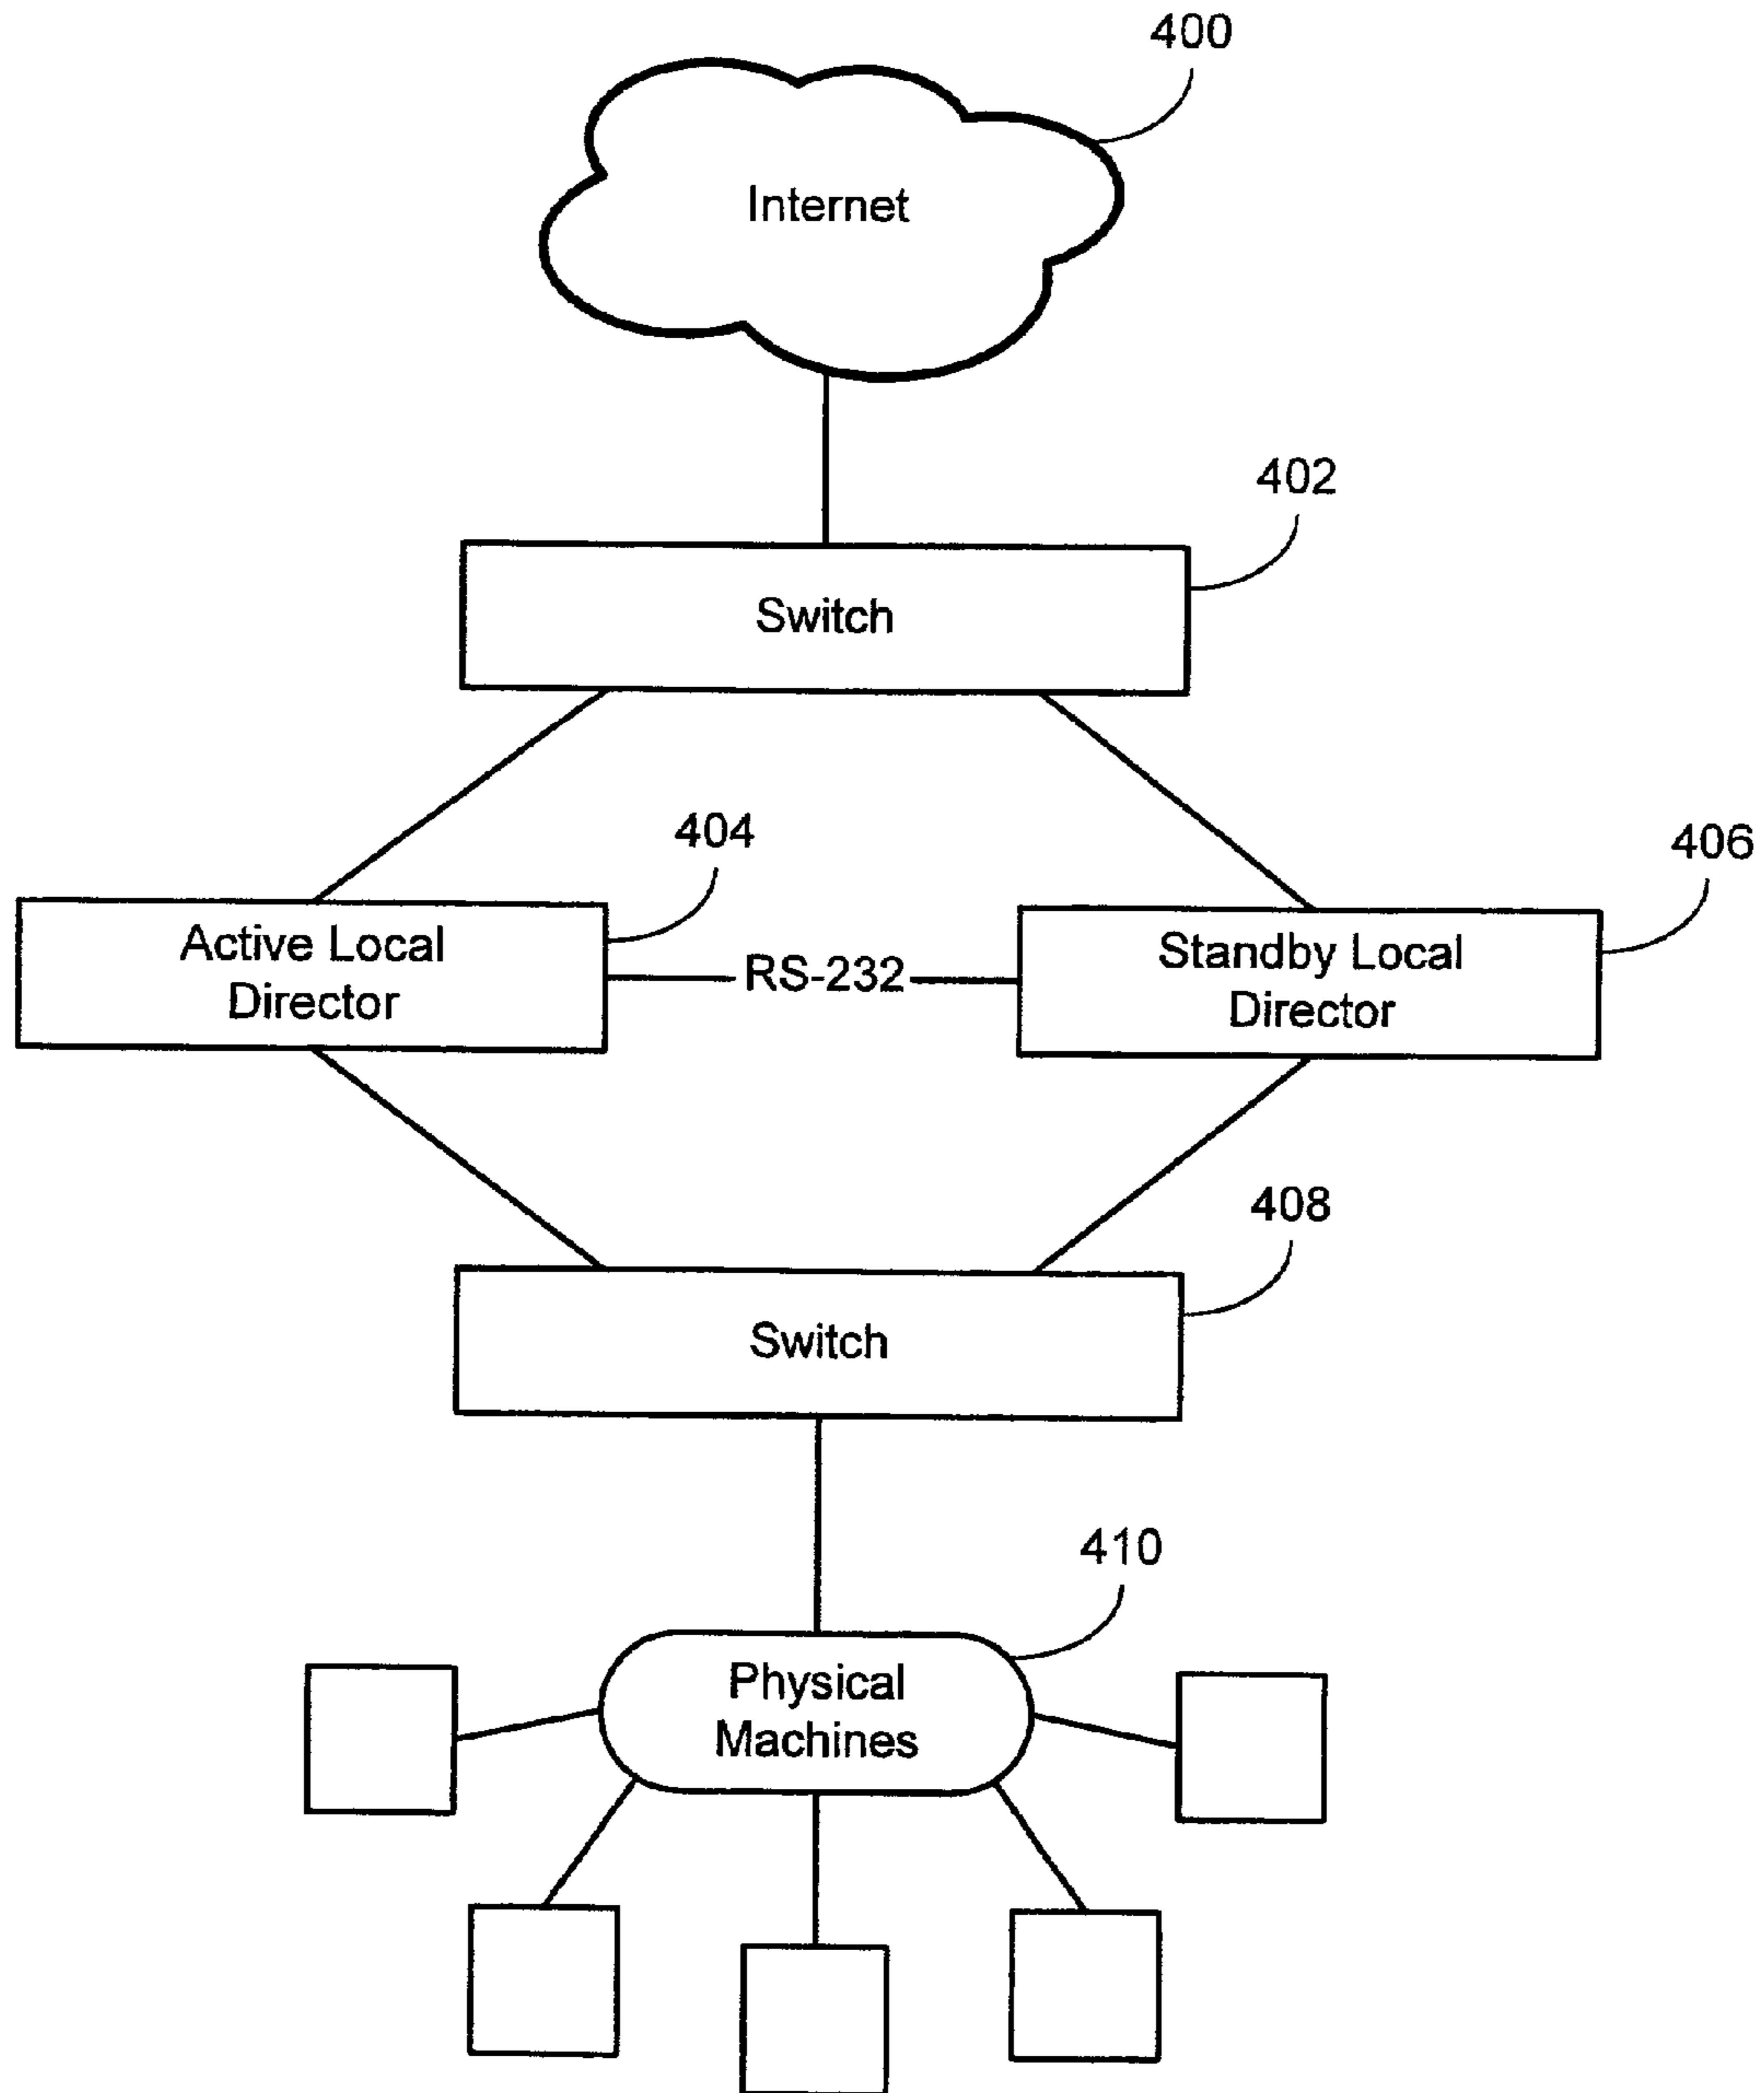 400
Internet
402
Switch
404
406
Active Local
Director
RS-232
Standby Local
Director
408
Switch
410
Physical
Machines